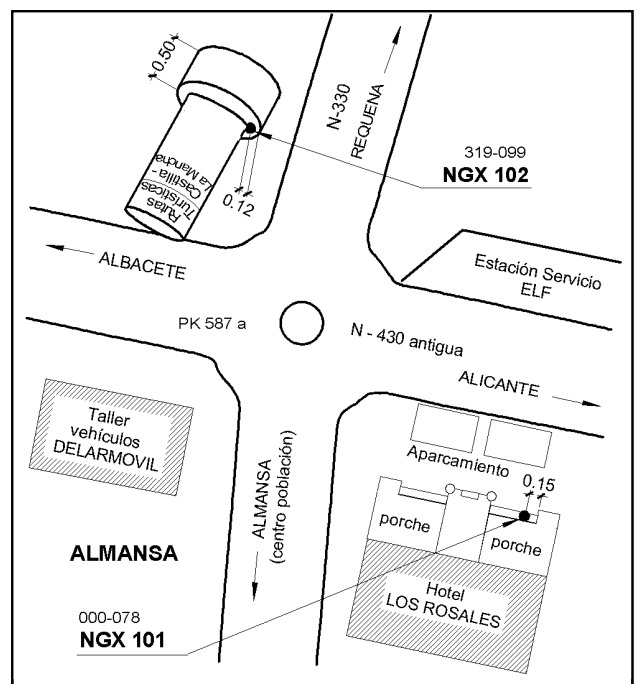 0.50
N-330
REQUENA
319-099
NGX 102
Rutas
Turísticas
Castilla -
La Mancha
0.12
ALBACETE
Estación Servicio
ELF
PK 587 a
N - 430 antigua
ALICANTE
Taller
vehículos
DELARMOVIL
ALMANSA
(centro población)
Aparcamiento
0.15
porche
porche
ALMANSA
Hotel
LOS ROSALES
000-078
NGX 101